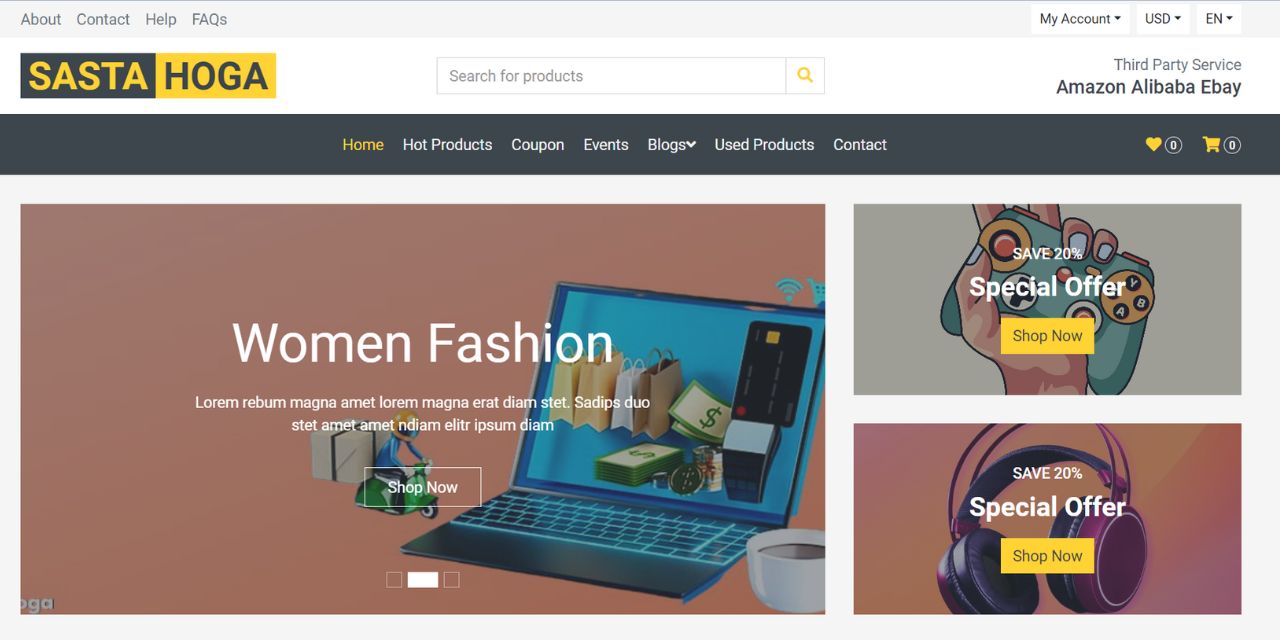 About Contact Help FAQs
My Account USD EN
SASTA HOGA
Search for products
Third Party Service
Amazon Alibaba Ebay
Home Hot Products Coupon Events Blogs Used Products Contact
0 0
Women Fashion
Lorem rebum magna amet lorem magna erat diam stet. Sadips duo
stet amet amet ndiam elitr ipsum diam
Shop Now
oga
SAVE 20%
Special Offer
Shop Now
Y
B
A
SAVE 20%
Special Offer
Shop Now